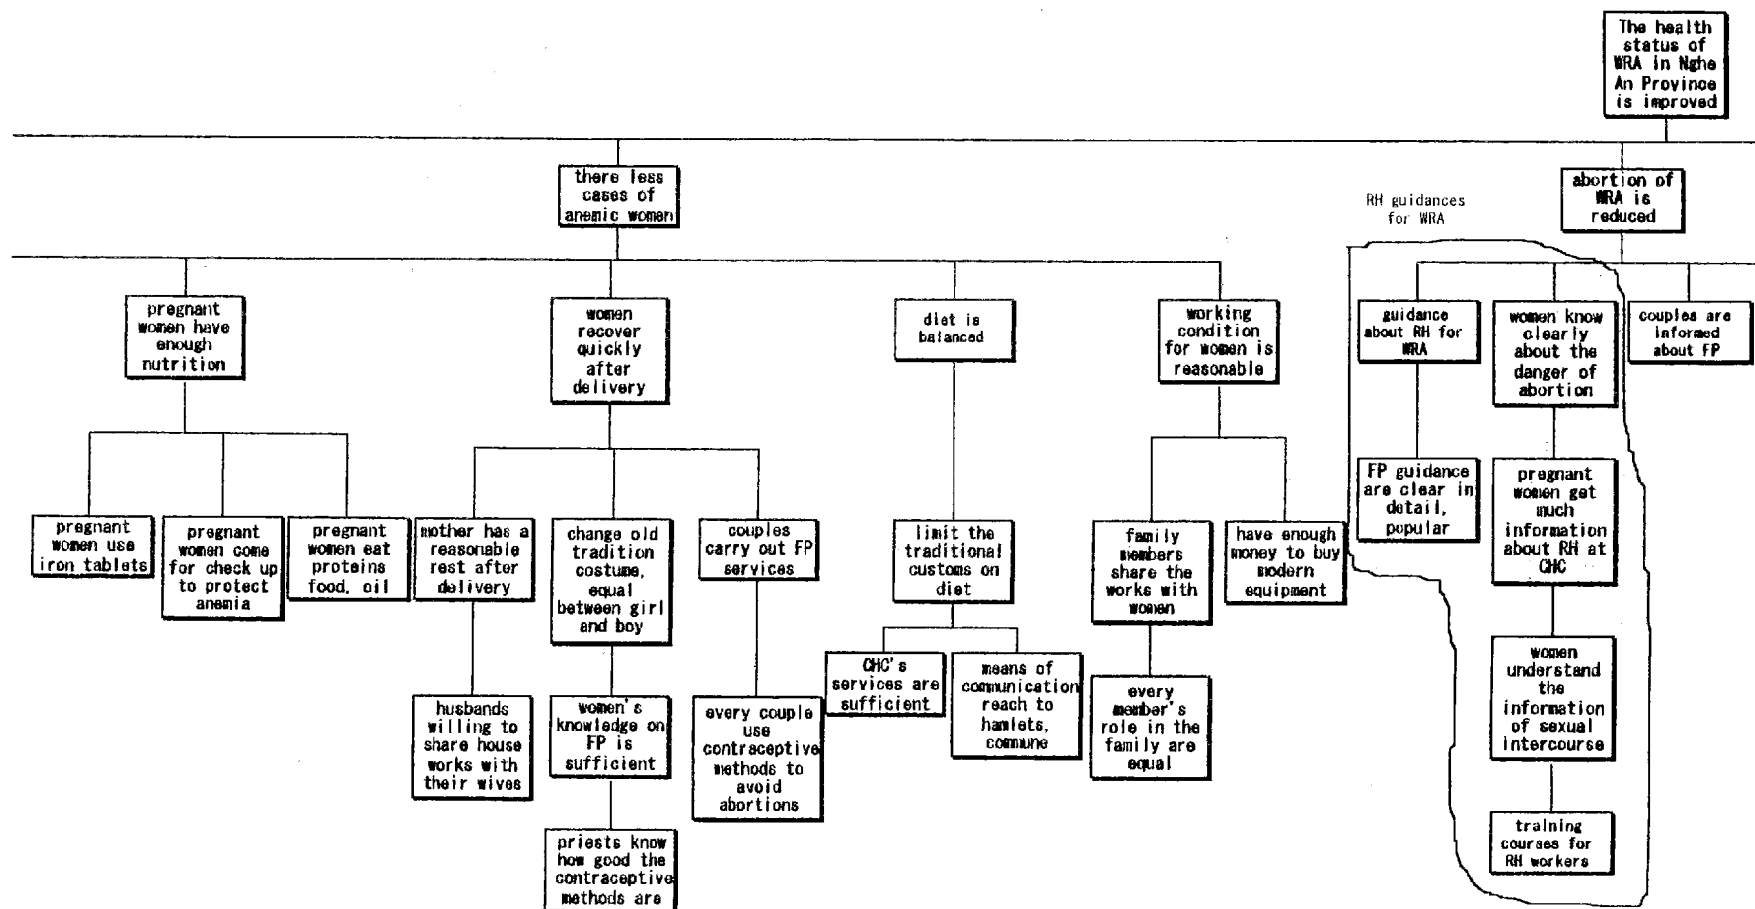 The health
status of
WRA in Nghe
An Province
is improved
there less
cases of
anemic women
RH guidances
for WRA
abortion of
WRA is
reduced
pregnant
women have
enough
nutrition
women
recover
quickly
after
delivery
diet is
balanced
working
condition
for women is
reasonable
guidance
about RH for
WRA
women know
clearly
about the
danger of
abortion
couples are
informed
about FP
pregnant
women use
iron tablets
pregnant
women come
for check up
to protect
anemia
pregnant
women eat
proteins
food, oil
mother has a
reasonable
rest after
delivery
change old
tradition
costume,
equal
between girl
and boy
couples
carry out FP
services
limit the
traditional
customs on
diet
family
members
share the
works with
women
have enough
money to buy
modern
equipment
FP guidance
are clear in
detail,
popular
pregnant
women get
much
information
about RH at
CHC
husbands
willing to
share house
works with
their wives
women's
knowledge on
FP is
sufficient
every couple
use
contraceptive
methods to
avoid
abortions
CHC's
services are
sufficient
means of
communication
reach to
hamlets,
commune
every
member's
role in the
family are
equal
women
understand
the
information
of sexual
intercourse
priests know
how good the
contraceptive
methods are
training
courses for
RH workers